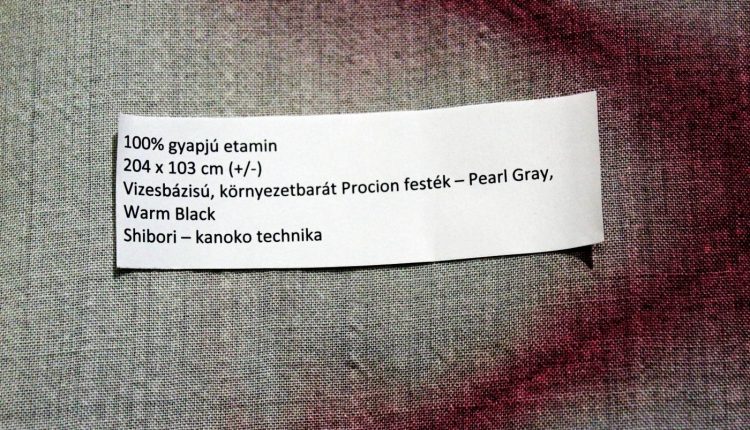 100% gyapjú etamin
204 x 103 cm (+/-)
Vizesbázisú, környezetbarát Procion festék – Pearl Gray,
Warm Black
Shibori – kanoko technika